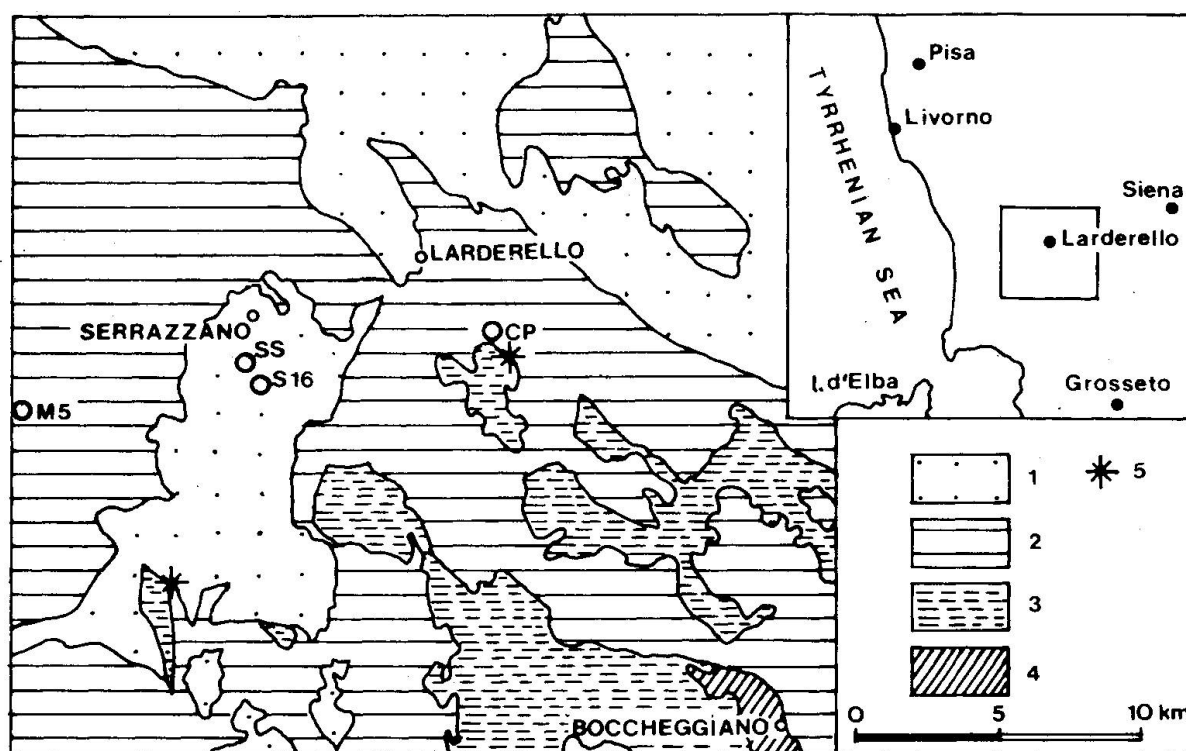 Pisa
Livorno
TYRRHENIAN SEA
Siena
Larderello
I. d'Elba
Grosseto
LARDERELLO
SERRAZZANO
CP
SS
S16
M5
BOCCHEGGIANO
1
5
2
3
4
0 5 10 km